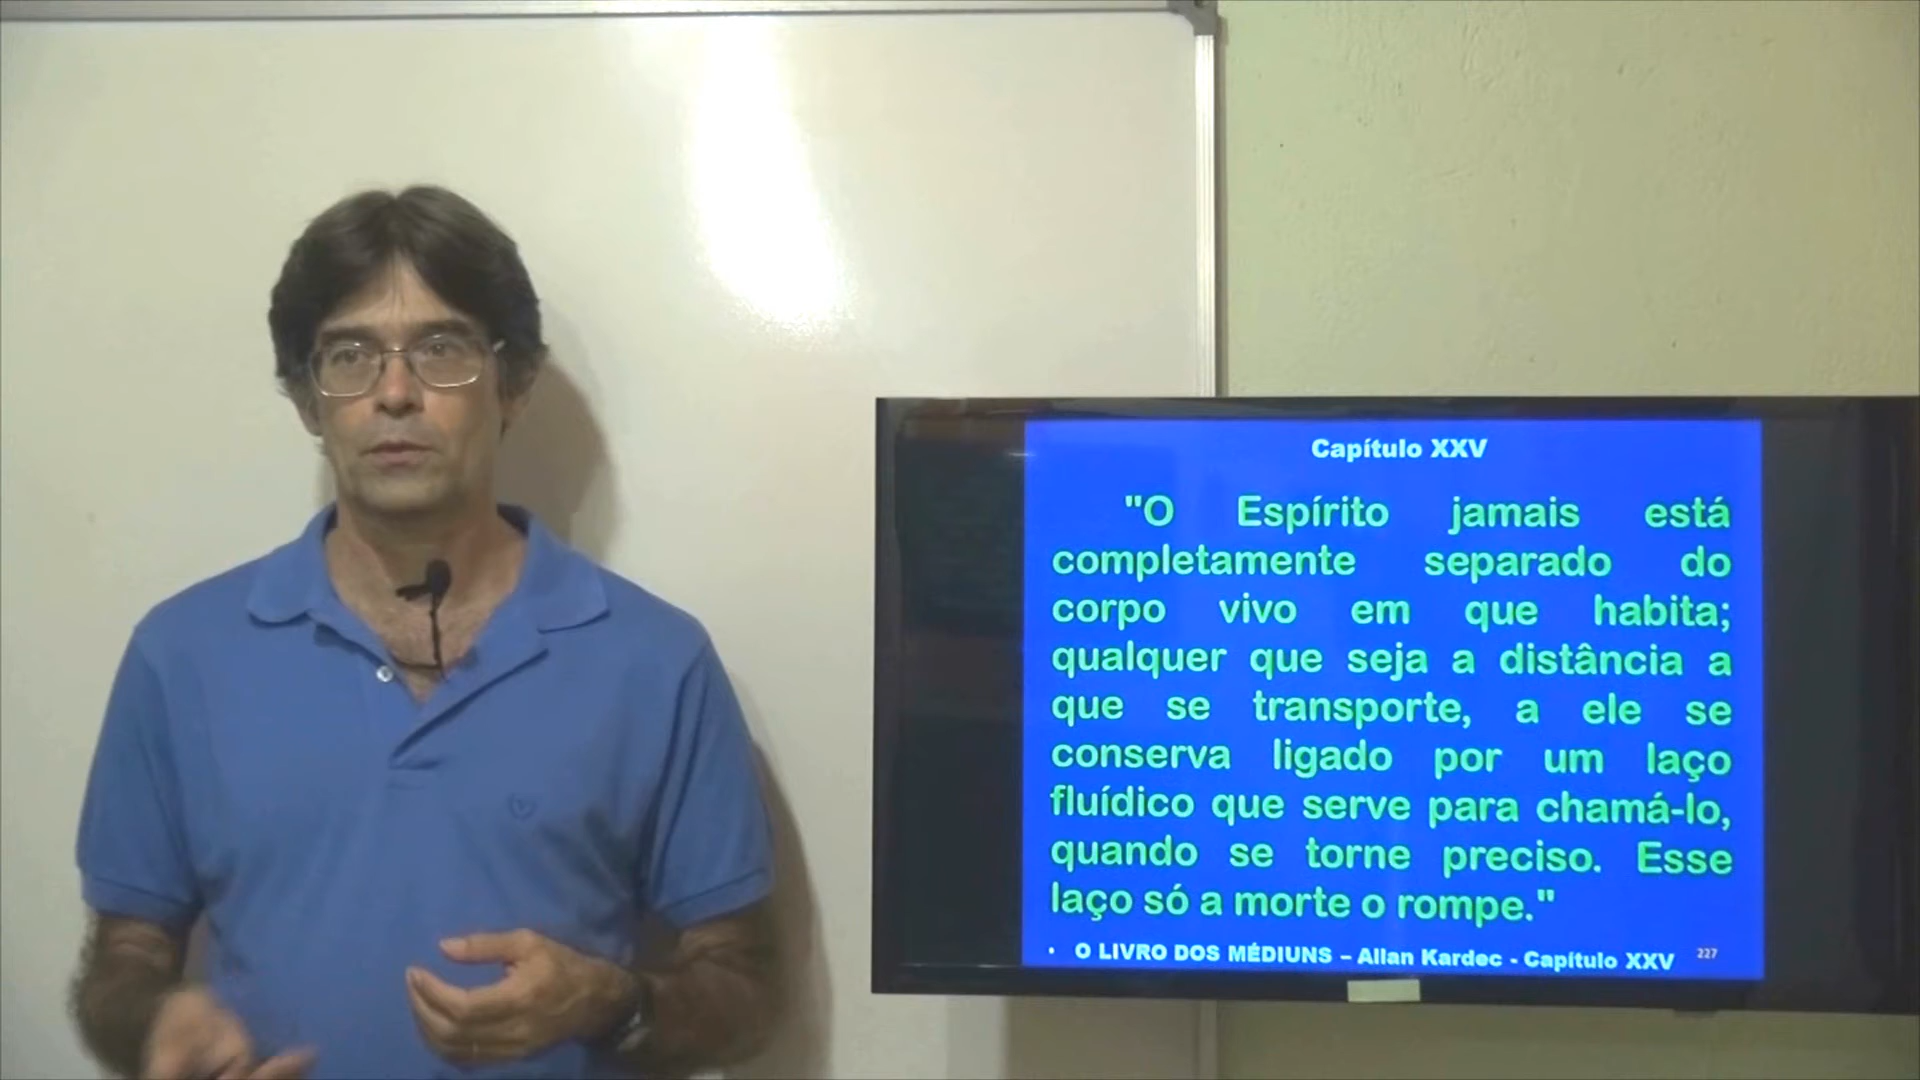 Capítulo XXV
"O Espírito jamais está
completamente separado do
corpo vivo em que habita;
qualquer que seja a distância a
que se transporte, a ele se
conserva ligado por um laço
fluídico que serve para chamá-lo,
quando se torne preciso. Esse
laço só a morte o rompe."
• O LIVRO DOS MÉDIUNS – Allan Kardec - Capítulo XXV 227